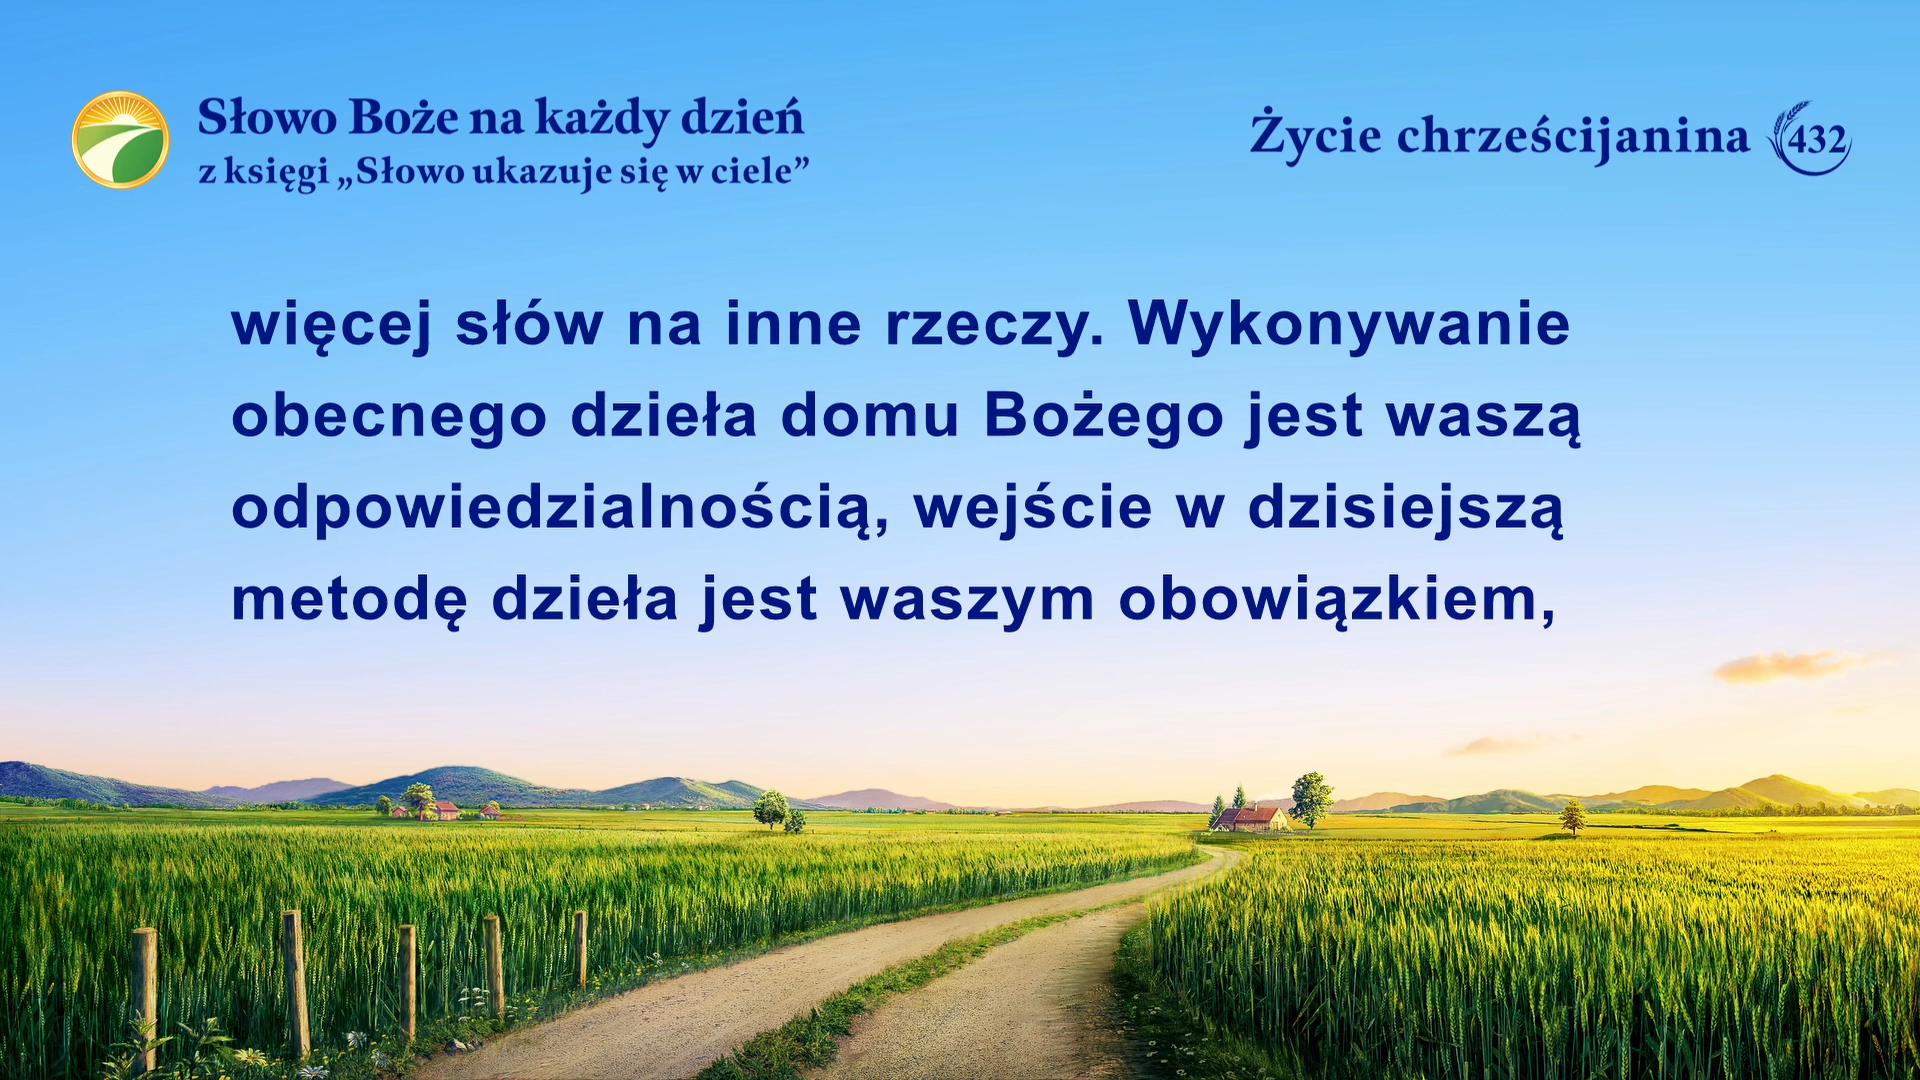 Słowo Boże na każdy dzień
z księgi „Słowo ukazuje się w ciele”
Życie chrześcijanina 432
więcej słów na inne rzeczy. Wykonywanie
obecnego dzieła domu Bożego jest waszą
odpowiedzialnością, wejście w dzisiejszą
metodę dzieła jest waszym obowiązkiem,